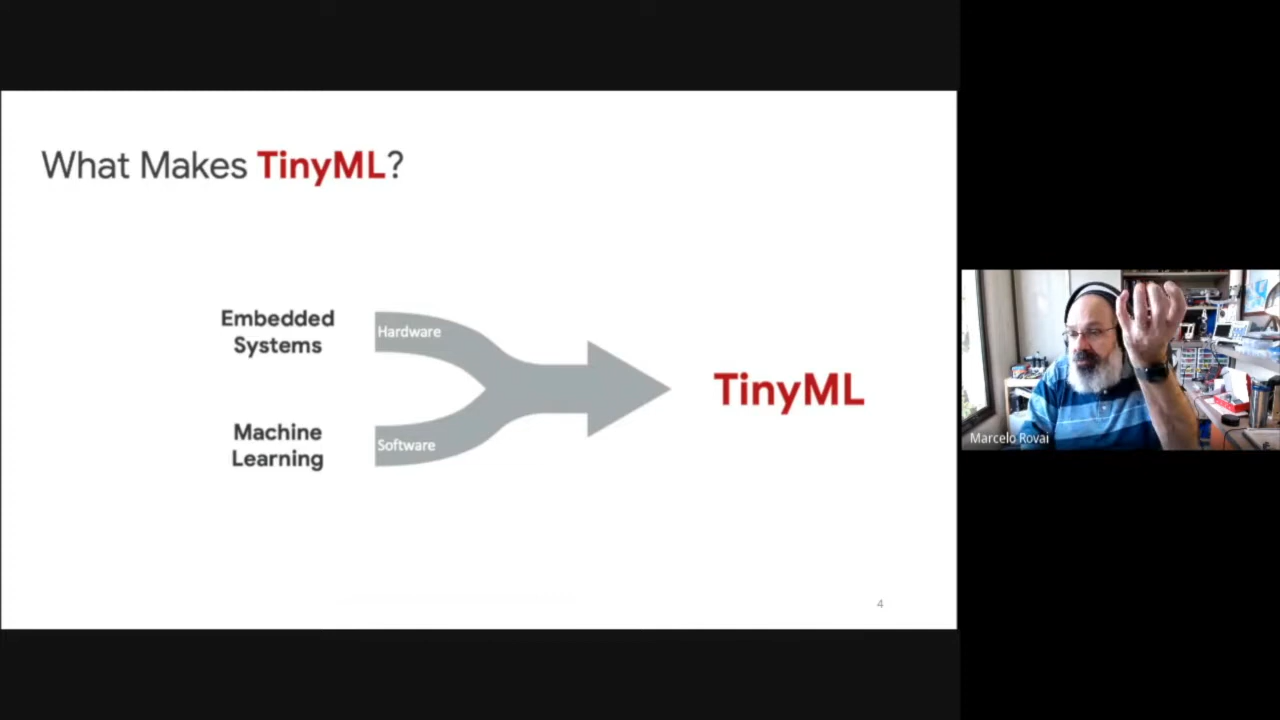 What Makes TinyML?
Embedded
Systems
Hardware
Machine
Learning
Software
TinyML
4
Marcelo Rovai